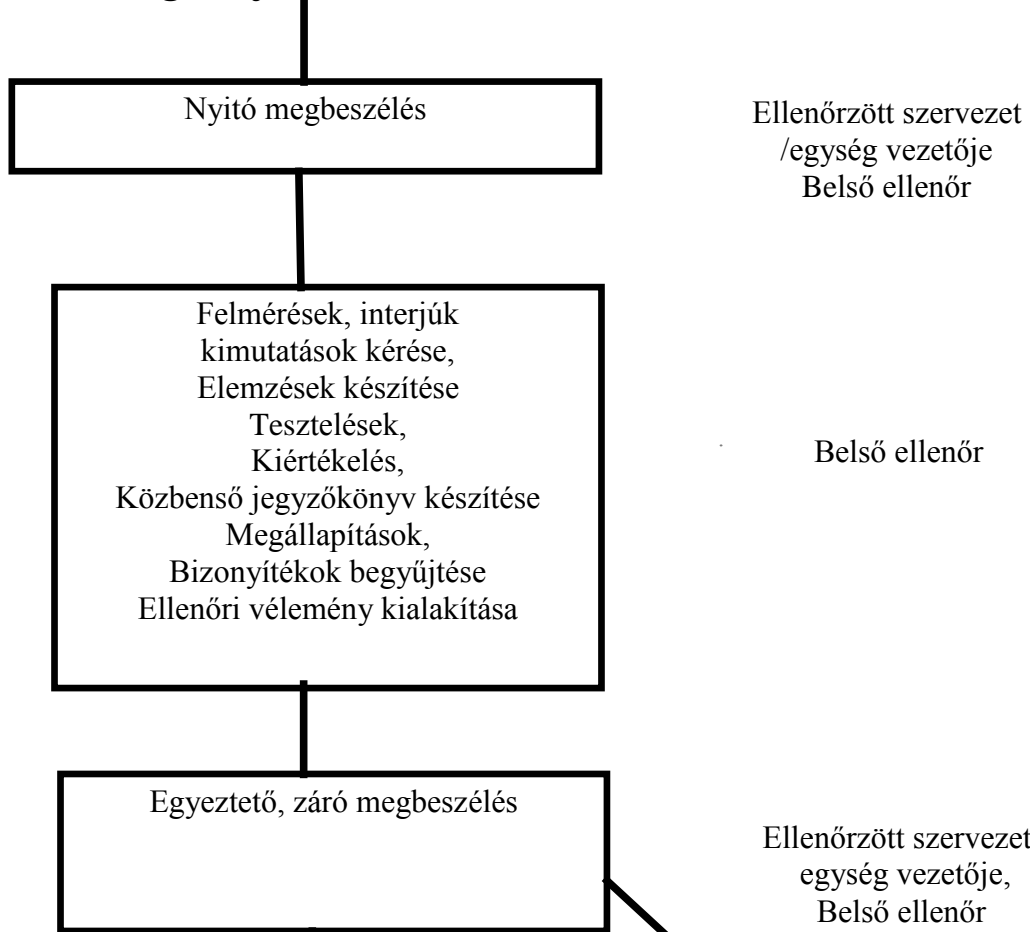 Nyitó megbeszélés
Ellenőrzött szervezet
/egység vezetője
Belső ellenőr
Felmérések, interjúk
kimutatások kérése,
Elemzések készítése
Tesztelések,
Kiértékelés,
Közbenső jegyzőkönyv készítése
Megállapítások,
Bizonyítékok begyűjtése
Ellenőri vélemény kialakítása
Belső ellenőr
Egyeztető, záró megbeszélés
Ellenőrzött szervezet
egység vezetője,
Belső ellenőr